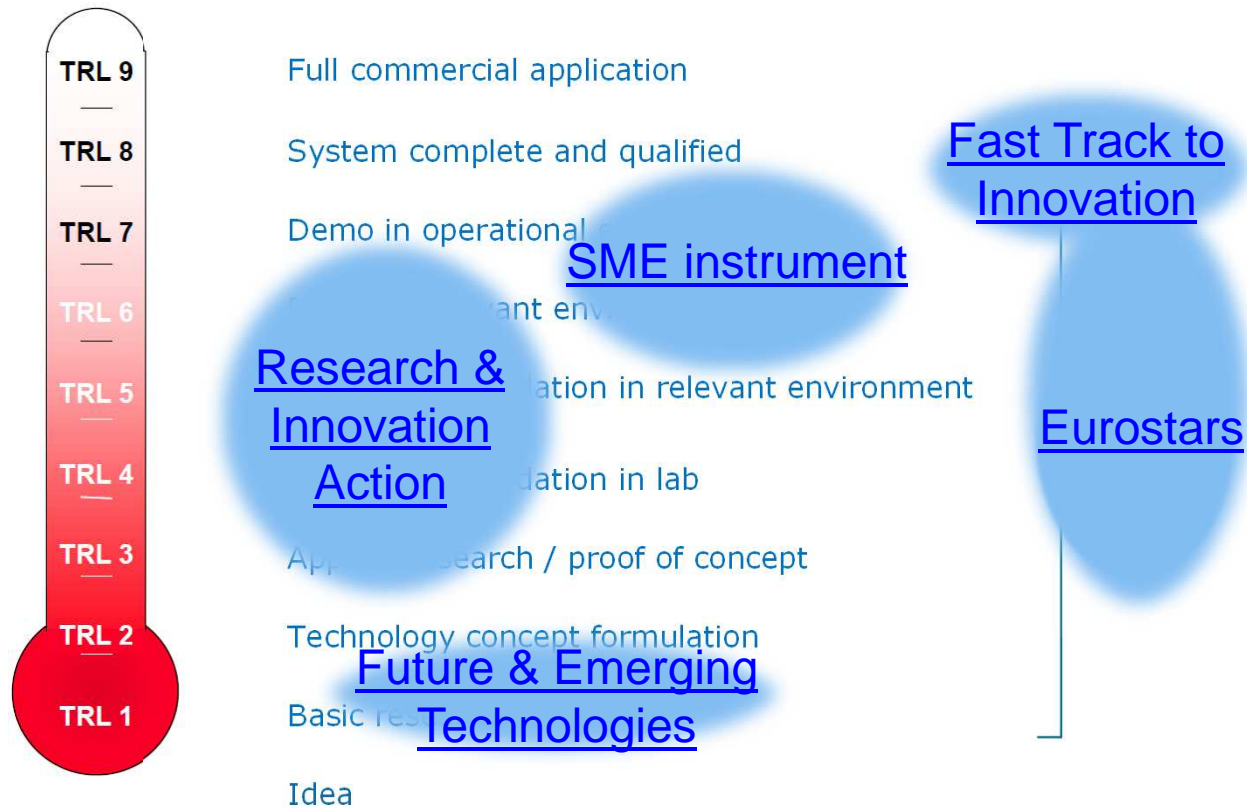 TRL 9
Full commercial application
TRL 8
System complete and qualified
Fast Track to
Innovation
TRL 7
Demo in operational
SME instrument
TRL 6
Research &
Innovation
Action
TRL 5
in relevant environment
Eurostars
TRL 4
in lab
TRL 3
/ proof of concept
TRL 2
Technology concept formulation
Future & Emerging
Technologies
TRL 1
Basic
Idea